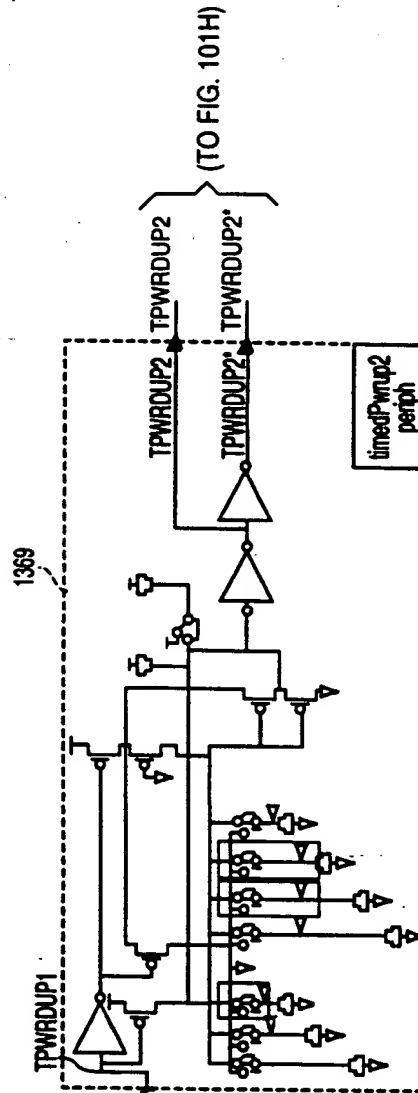 1369
TPWRDUP1
TPWRDUP2
TPWRDUP2*
TPWRDUP2
TPWRDUP2*
(TO FIG. 101H)
timedPwrup2
periph